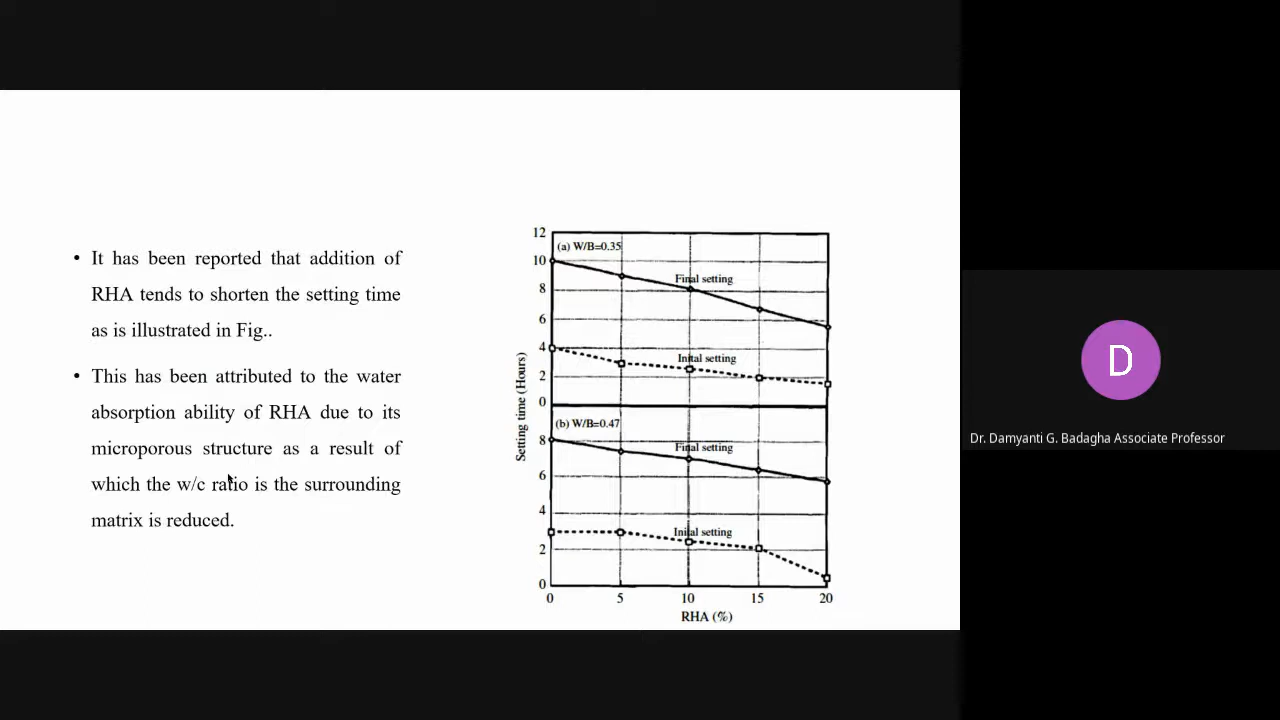 • It has been reported that addition of
RHA tends to shorten the setting time
as is illustrated in Fig..
• This has been attributed to the water
absorption ability of RHA due to its
microporous structure as a result of
which the w/c ratio is the surrounding
matrix is reduced.
12
(a) W/B=0.35
10
Final setting
8
6
4
Inital setting
2
0
(b) W/B=0.47
8
Final setting
6
4
Inital setting
2
0
Setting time (Hours)
0 5 10 15 20
RHA (%)
D
Dr. Damyanti G. Badagha Associate Professor